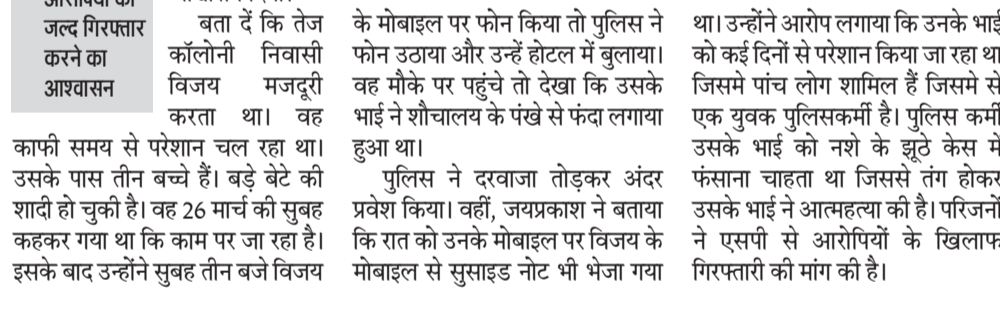 जल्द गिरफ्तार
करने का
आश्वासन
बता दें कि तेज
कॉलोनी निवासी
विजय मजदूरी
करता था। वह
काफी समय से परेशान चल रहा था।
उसके पास तीन बच्चे हैं। बड़े बेटे की
शादी हो चुकी है। वह 26 मार्च की सुबह
कहकर गया था कि काम पर जा रहा है।
इसके बाद उन्होंने सुबह तीन बजे विजय
के मोबाइल पर फोन किया तो पुलिस ने
फोन उठाया और उन्हें होटल में बुलाया।
वह मौके पर पहुंचे तो देखा कि उसके
भाई ने शौचालय के पंखे से फंदा लगाया
हुआ था।
पुलिस ने दरवाजा तोड़कर अंदर
प्रवेश किया। वहीं, जयप्रकाश ने बताया
कि रात को उनके मोबाइल पर विजय के
मोबाइल से सुसाइड नोट भी भेजा गया
था। उन्होंने आरोप लगाया कि उनके भाई
को कई दिनों से परेशान किया जा रहा था
जिसमे पांच लोग शामिल हैं जिसमे से
एक युवक पुलिसकर्मी है। पुलिस कर्मी
उसके भाई को नशे के झूठे केस में
फंसाना चाहता था जिससे तंग होकर
उसके भाई ने आत्महत्या की है। परिजनों
ने एसपी से आरोपियों के खिलाफ
गिरफ्तारी की मांग की है।